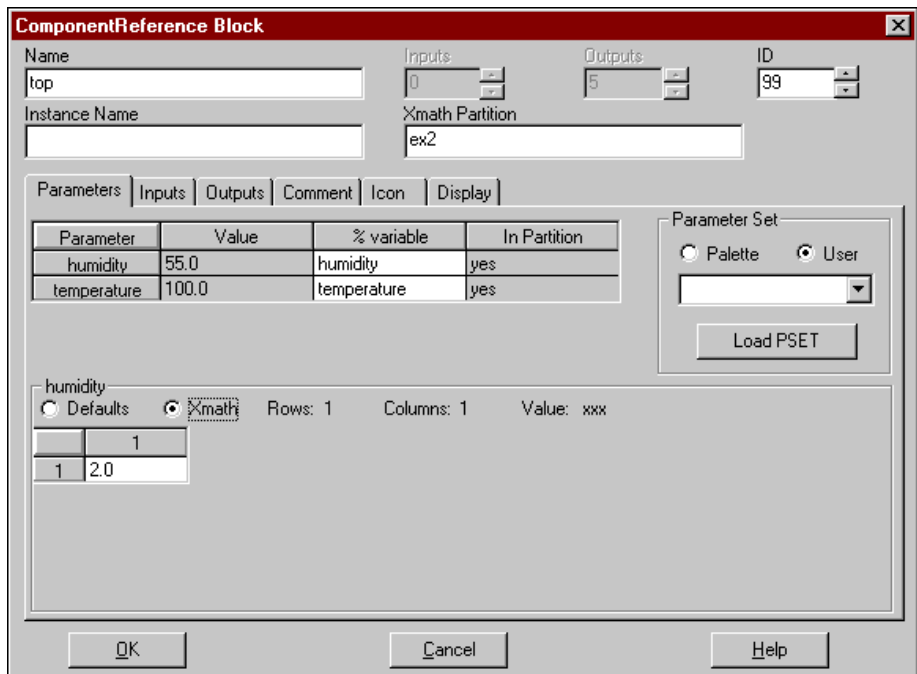 ComponentReference Block
Name Inputs Outputs ID
top 0 5 99
Instance Name Xmath Partition
ex2
Parameters Inputs Outputs Comment Icon Display
Parameter Set
Parameter Value % variable In Partition
humidity 55.0 humidity yes
temperature 100.0 temperature yes
Palette User
Load PSET
humidity
Defaults Xmath Rows: 1 Columns: 1 Value: xxx
1
1 2.0
OK Cancel Help